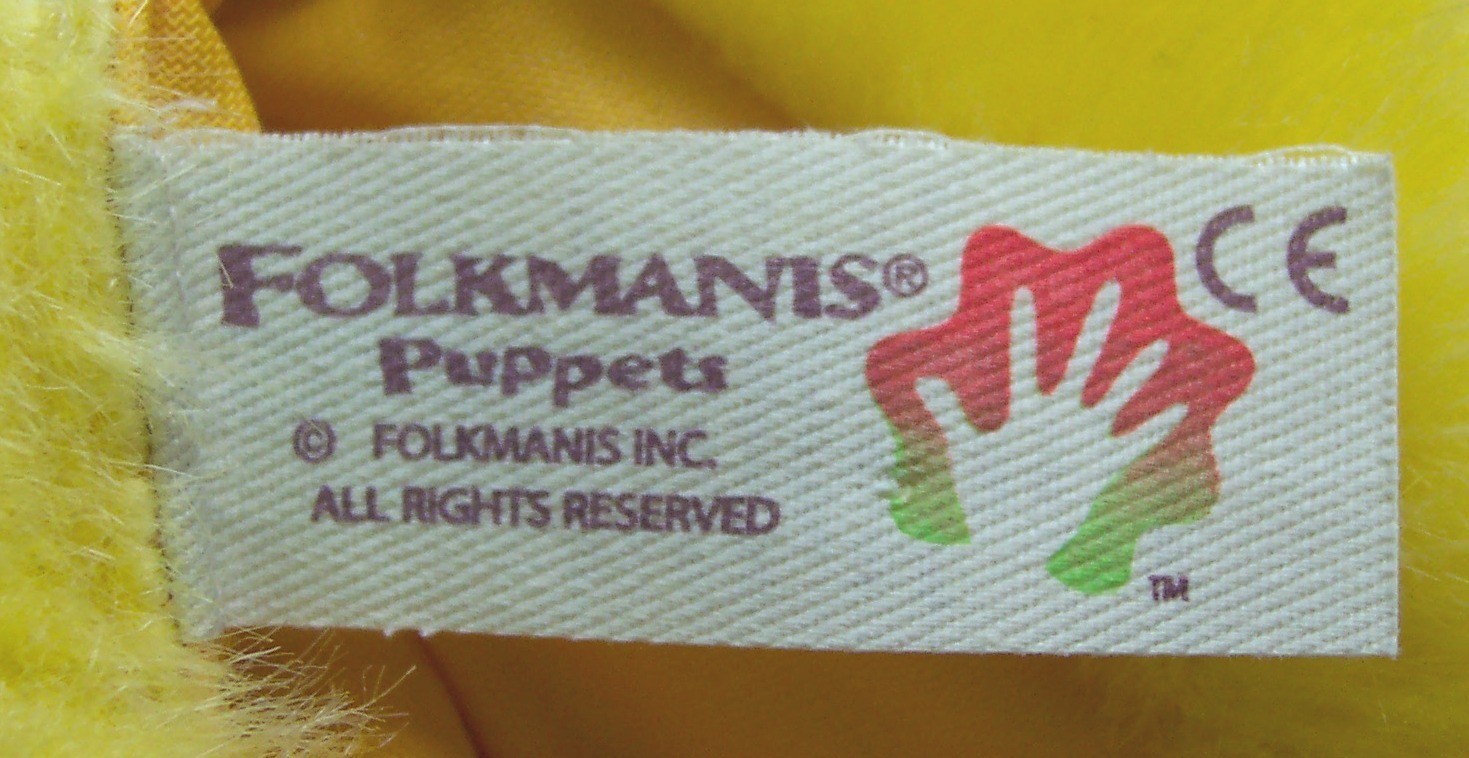 FOLKMANIS®
Puppets
© FOLKMANIS INC.
ALL RIGHTS RESERVED
CE
TM